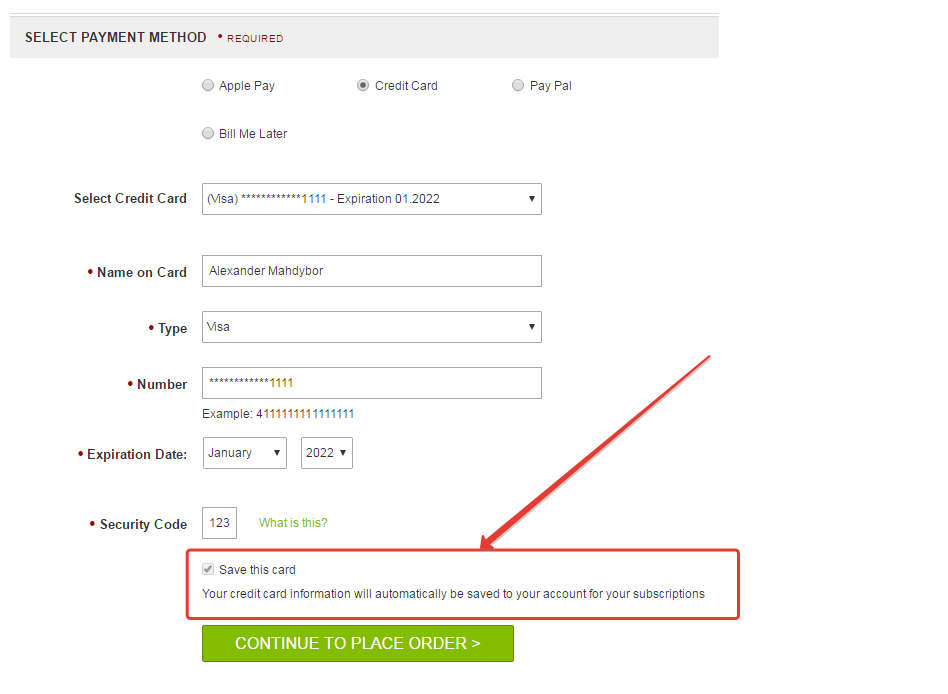 SELECT PAYMENT METHOD • REQUIRED
Apple Pay Credit Card Pay Pal
Bill Me Later
Select Credit Card (Visa) ************1111 - Expiration 01.2022
• Name on Card Alexander Mahdybor
• Type Visa
• Number ************1111
Example: 4111111111111111
• Expiration Date: January 2022
• Security Code 123 What is this?
Save this card
Your credit card information will automatically be saved to your account for your subscriptions
CONTINUE TO PLACE ORDER >